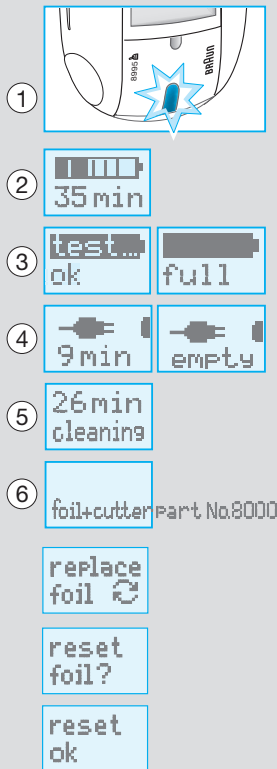 1
8995
BRAUN
2
35 min
3
test...
ok
full
4
9 min
empty
5
26 min
cleaning
6
foil+cutter part No.8000
replace
foil
reset
foil?
reset
ok